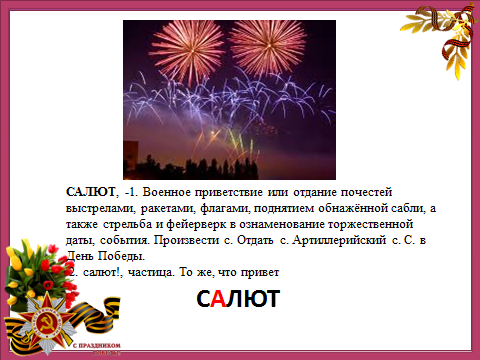 САЛЮТ, -1. Военное приветствие или отдание почестей
выстрелами, ракетами, флагами, поднятием обнажённой сабли, а
также стрельба и фейерверк в ознаменование торжественной
даты, события. Произвести с. Отдать с. Артиллерийский с. С. в
День Победы.
2. салют!, частица. То же, что привет
САЛЮТ
С ПРАЗДНИКОМ